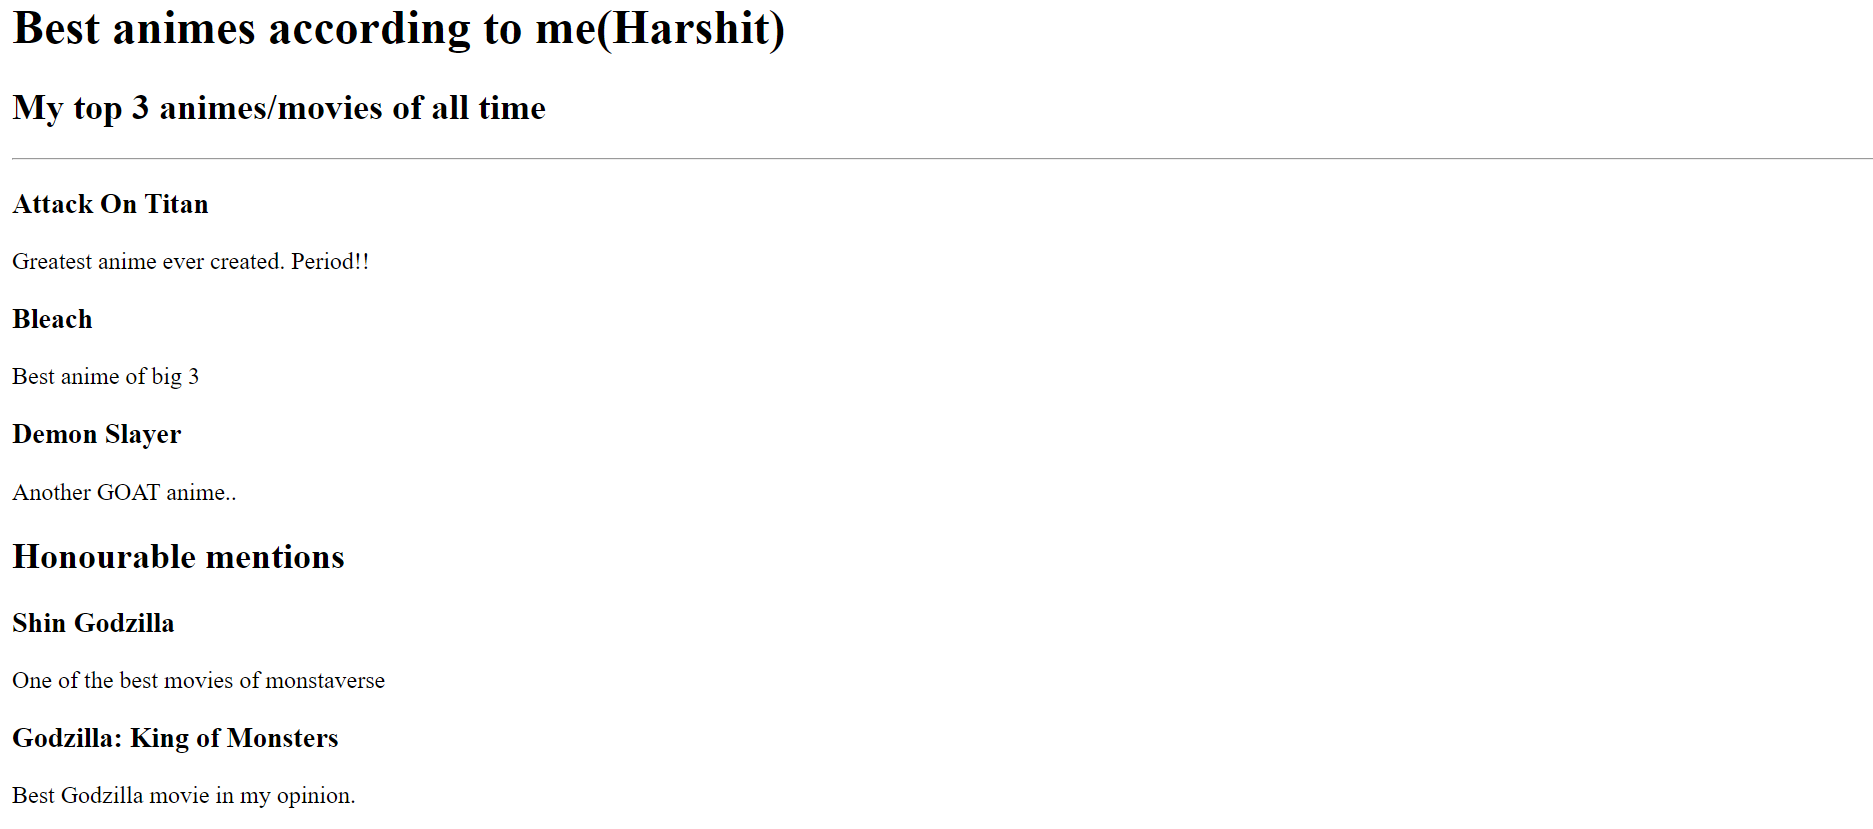 Best animes according to me(Harshit)
My top 3 animes/movies of all time
Attack On Titan
Greatest anime ever created. Period!!
Bleach
Best anime of big 3
Demon Slayer
Another GOAT anime..
Honourable mentions
Shin Godzilla
One of the best movies of monstaverse
Godzilla: King of Monsters
Best Godzilla movie in my opinion.